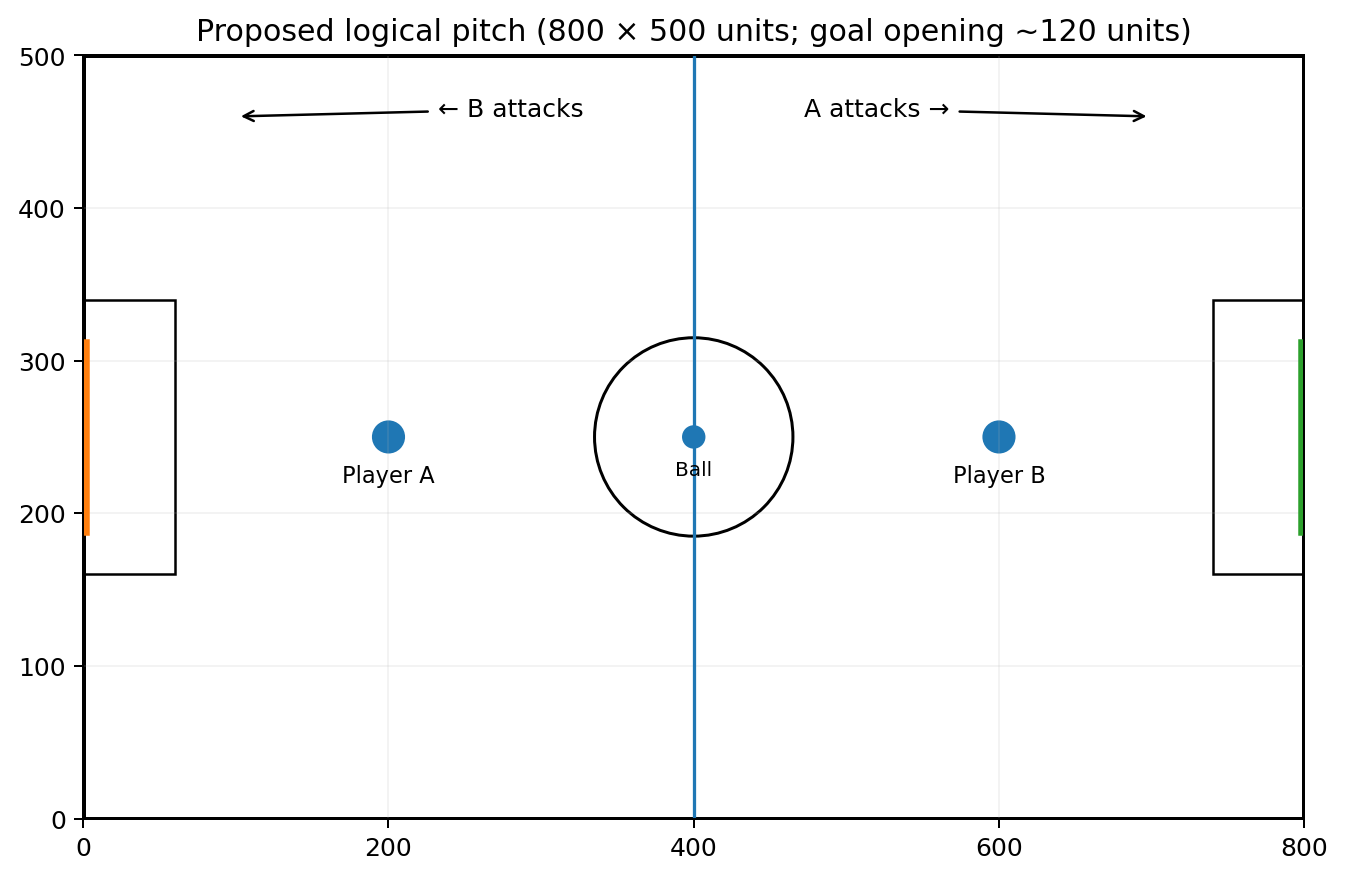 Proposed logical pitch (800 × 500 units; goal opening ~120 units)
500
← B attacks
A attacks →
400
300
Player A
Ball
Player B
200
100
0
0
200
400
600
800